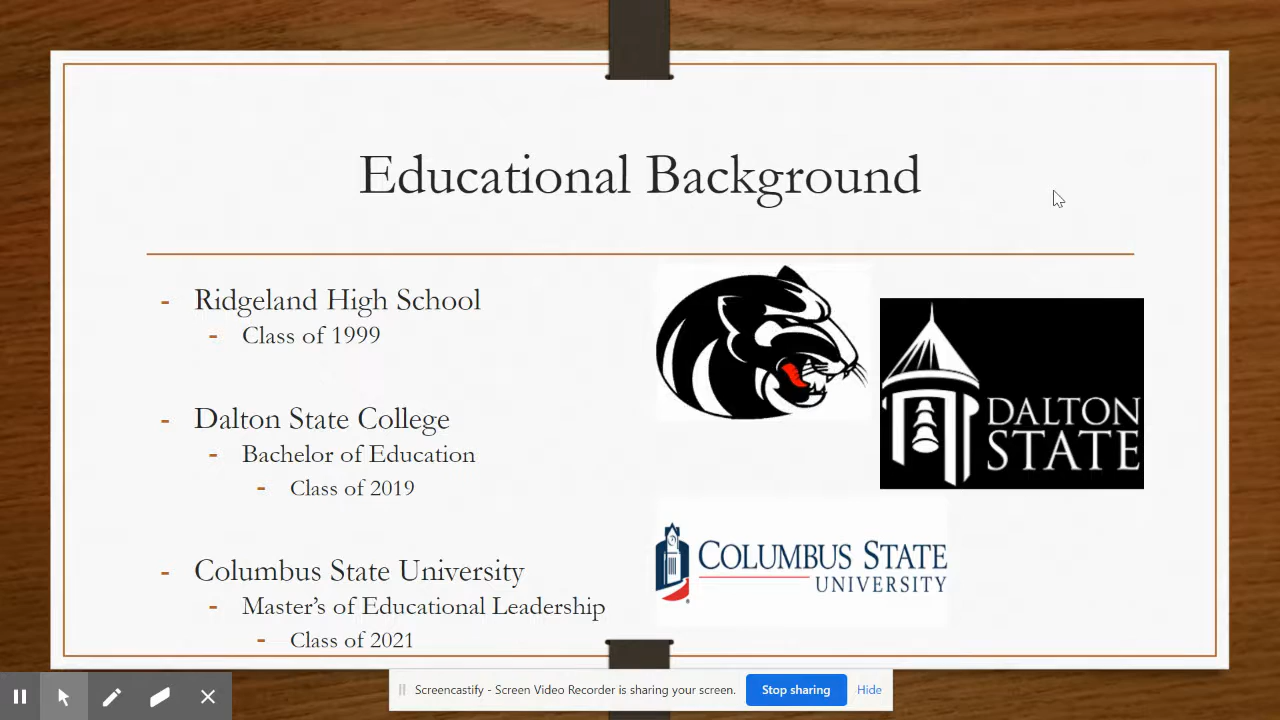 Educational Background
- Ridgeland High School
- Class of 1999
- Dalton State College
- Bachelor of Education
- Class of 2019
- Columbus State University
- Master's of Educational Leadership
- Class of 2021
DALTON
STATE
COLUMBUS STATE
UNIVERSITY
Screencastify - Screen Video Recorder is sharing your screen. Stop sharing Hide